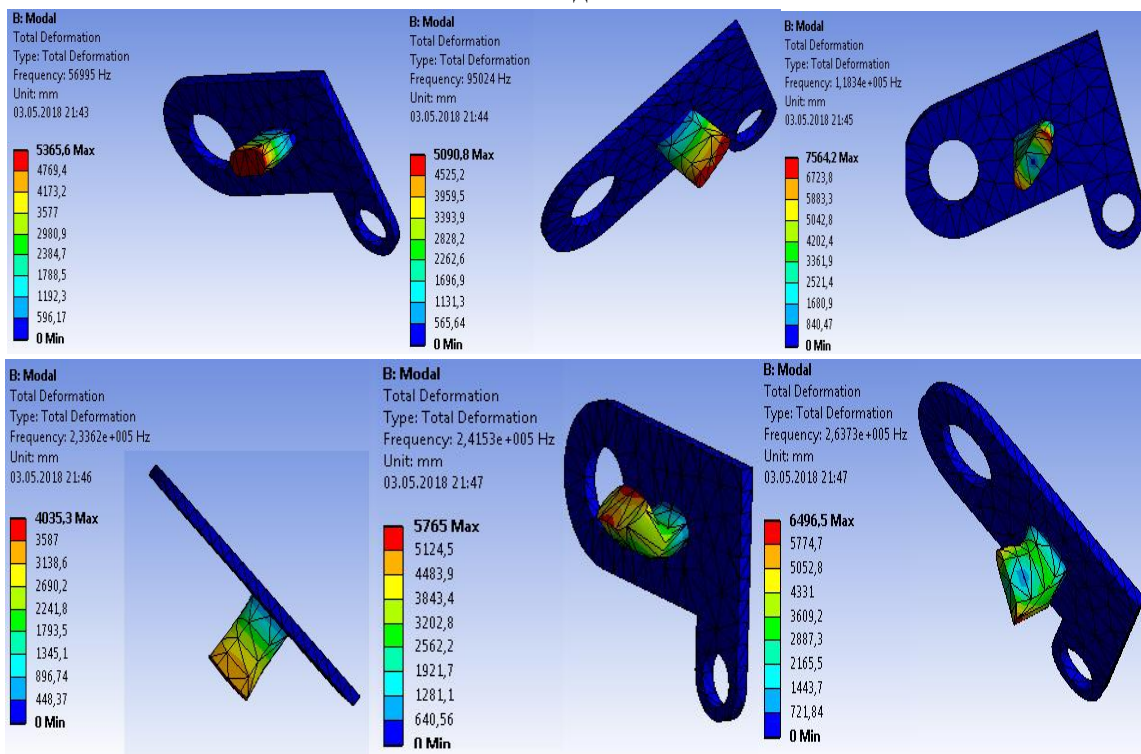 B: Modal
Total Deformation
Type: Total Deformation
Frequency: 56995 Hz
Unit: mm
03.05.2018 21:43
5365,6 Max
4769,4
4173,2
3577
2980,9
2384,7
1788,5
1192,3
596,17
0 Min
B: Modal
Total Deformation
Type: Total Deformation
Frequency: 95024 Hz
Unit: mm
03.05.2018 21:44
5090,8 Max
4525,2
3959,5
3393,9
2828,2
2262,6
1696,9
1131,3
565,64
0 Min
B: Modal
Total Deformation
Type: Total Deformation
Frequency: 1,1834e+005 Hz
Unit: mm
03.05.2018 21:45
7564,2 Max
6723,8
5883,3
5042,8
4202,4
3361,9
2521,4
1680,9
840,47
0 Min
B: Modal
Total Deformation
Type: Total Deformation
Frequency: 2,3362e+005 Hz
Unit: mm
03.05.2018 21:46
4035,3 Max
3587
3138,6
2690,2
2241,8
1793,5
1345,1
896,74
448,37
0 Min
B: Modal
Total Deformation
Type: Total Deformation
Frequency: 2,4153e+005 Hz
Unit: mm
03.05.2018 21:47
5765 Max
5124,5
4483,9
3843,4
3202,8
2562,2
1921,7
1281,1
640,56
0 Min
B: Modal
Total Deformation
Type: Total Deformation
Frequency: 2,6373e+005 Hz
Unit: mm
03.05.2018 21:47
6496,5 Max
5774,7
5052,8
4331
3609,2
2887,3
2165,5
1443,7
721,84
0 Min